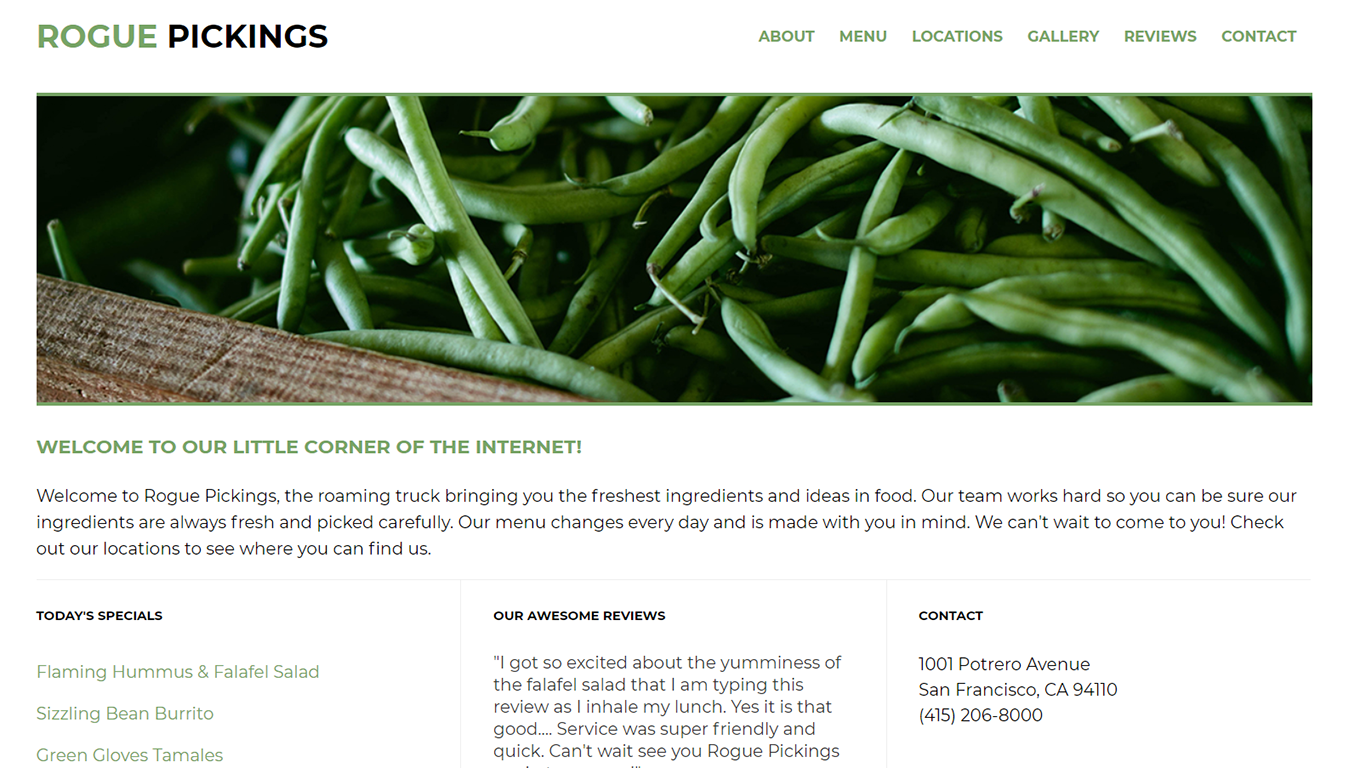 ROGUE PICKINGS
ABOUT MENU LOCATIONS GALLERY REVIEWS CONTACT
WELCOME TO OUR LITTLE CORNER OF THE INTERNET!
Welcome to Rogue Pickings, the roaming truck bringing you the freshest ingredients and ideas in food. Our team works hard so you can be sure our
ingredients are always fresh and picked carefully. Our menu changes every day and is made with you in mind. We can't wait to come to you! Check
out our locations to see where you can find us.
TODAY'S SPECIALS
Flaming Hummus & Falafel Salad
Sizzling Bean Burrito
Green Gloves Tamales
OUR AWESOME REVIEWS
"I got so excited about the yumminess of
the falafel salad that I am typing this
review as I inhale my lunch. Yes it is that
good.... Service was super friendly and
quick. Can't wait see you Rogue Pickings
CONTACT
1001 Potrero Avenue
San Francisco, CA 94110
(415) 206-8000